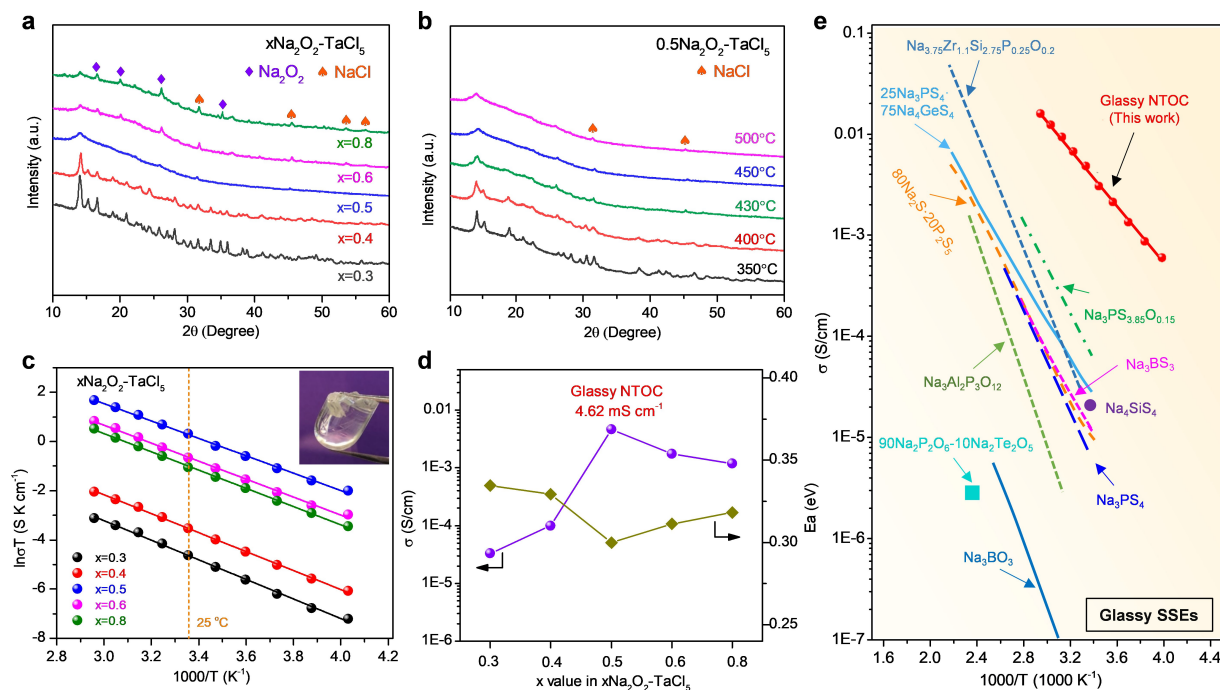 a
xNa₂O₂-TaCl₅
Na₂O₂
NaCl
x=0.8
x=0.6
x=0.5
x=0.4
x=0.3
Intensity (a.u.)
10 20 30 40 50 60
2θ (Degree)
b
0.5Na₂O₂-TaCl₅
NaCl
500°C
450°C
430°C
400°C
350°C
Intensity (a.u.)
10 20 30 40 50 60
2θ (Degree)
c
xNa₂O₂-TaCl₅
x=0.3
x=0.4
x=0.5
x=0.6
x=0.8
25 °C
lnσT (S K cm⁻¹)
2
0
-2
-4
-6
-8
2.8 3.0 3.2 3.4 3.6 3.8 4.0 4.2
1000/T (K⁻¹)
d
Glassy NTOC
4.62 mS cm⁻¹
σ (S/cm)
0.01
1E-3
1E-4
1E-5
1E-6
0.3 0.4 0.5 0.6 0.8
x value in xNa₂O₂-TaCl₅
0.40
0.35
0.30
0.25
Ea (eV)
e
0.1
0.01
1E-3
1E-4
1E-5
1E-6
1E-7
σ (S/cm)
Na₃.₇₅Zr₁.₁Si₂.₇₅P₀.₂₅O₀.₂
25Na₃PS₄·
75Na₄GeS₄
Glassy NTOC
(This work)
80Na₂S·20P₂S₅
Na₃PS₃.₈₅O₀.₁₅
Na₃Al₂P₃O₁₂
Na₃BS₃
Na₄SiS₄
90Na₂P₂O₆-10Na₂Te₂O₅
Na₃PS₄
Na₃BO₃
Glassy SSEs
1.6 2.0 2.4 2.8 3.2 3.6 4.0 4.4
1000/T (1000 K⁻¹)